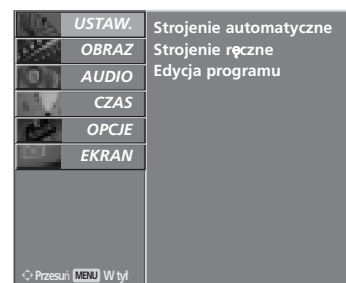 USTAW.
OBRAZ
AUDIO
CZAS
OPCJE
EKRAN
Strojenie automatyczne
Strojenie ręczne
Edycja programu
Przesuń MENU W tył